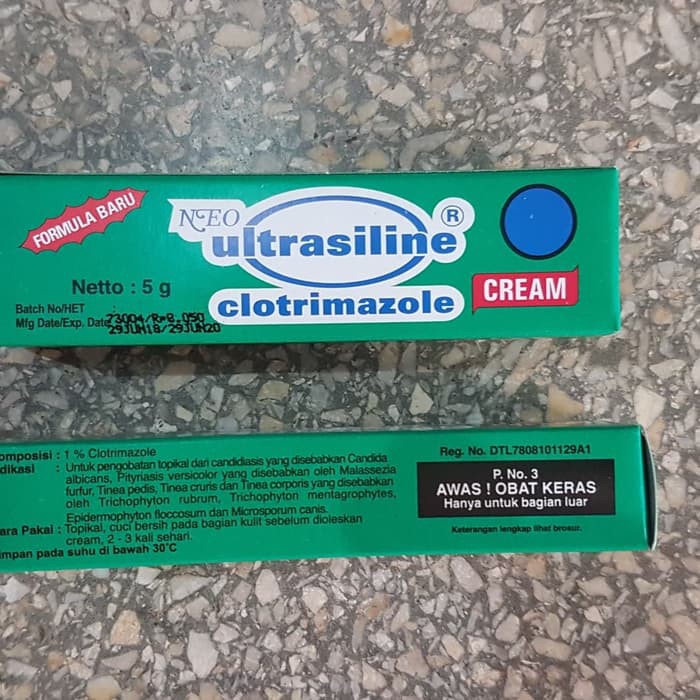 FORMULA BARU
NEO
ultrasiline ®
clotrimazole
CREAM
Netto : 5 g
Batch No/HET :
Mfg Date/Exp. Date 23004/Rp8.050
29JUN18/29JUN20
omposisi : 1 % Clotrimazole
dikasi : Untuk pengobatan topikal dari candidiasis yang disebabkan Candida
albicans, Pityriasis versicolor yang disebabkan oleh Malassezia
furfur, Tinea pedis, Tinea cruris dan Tinea corporis yang disebabkan
oleh Trichophyton rubrum, Trichophyton mentagrophytes,
Epidermophyton floccosum dan Microsporum canis.
ara Pakai : Topikal, cuci bersih pada bagian kulit sebelum dioleskan
cream, 2 - 3 kali sehari.
impan pada suhu di bawah 30°C
Reg. No. DTL7808101129A1
P. No. 3
AWAS ! OBAT KERAS
Hanya untuk bagian luar
Keterangan lengkap lihat brosur.